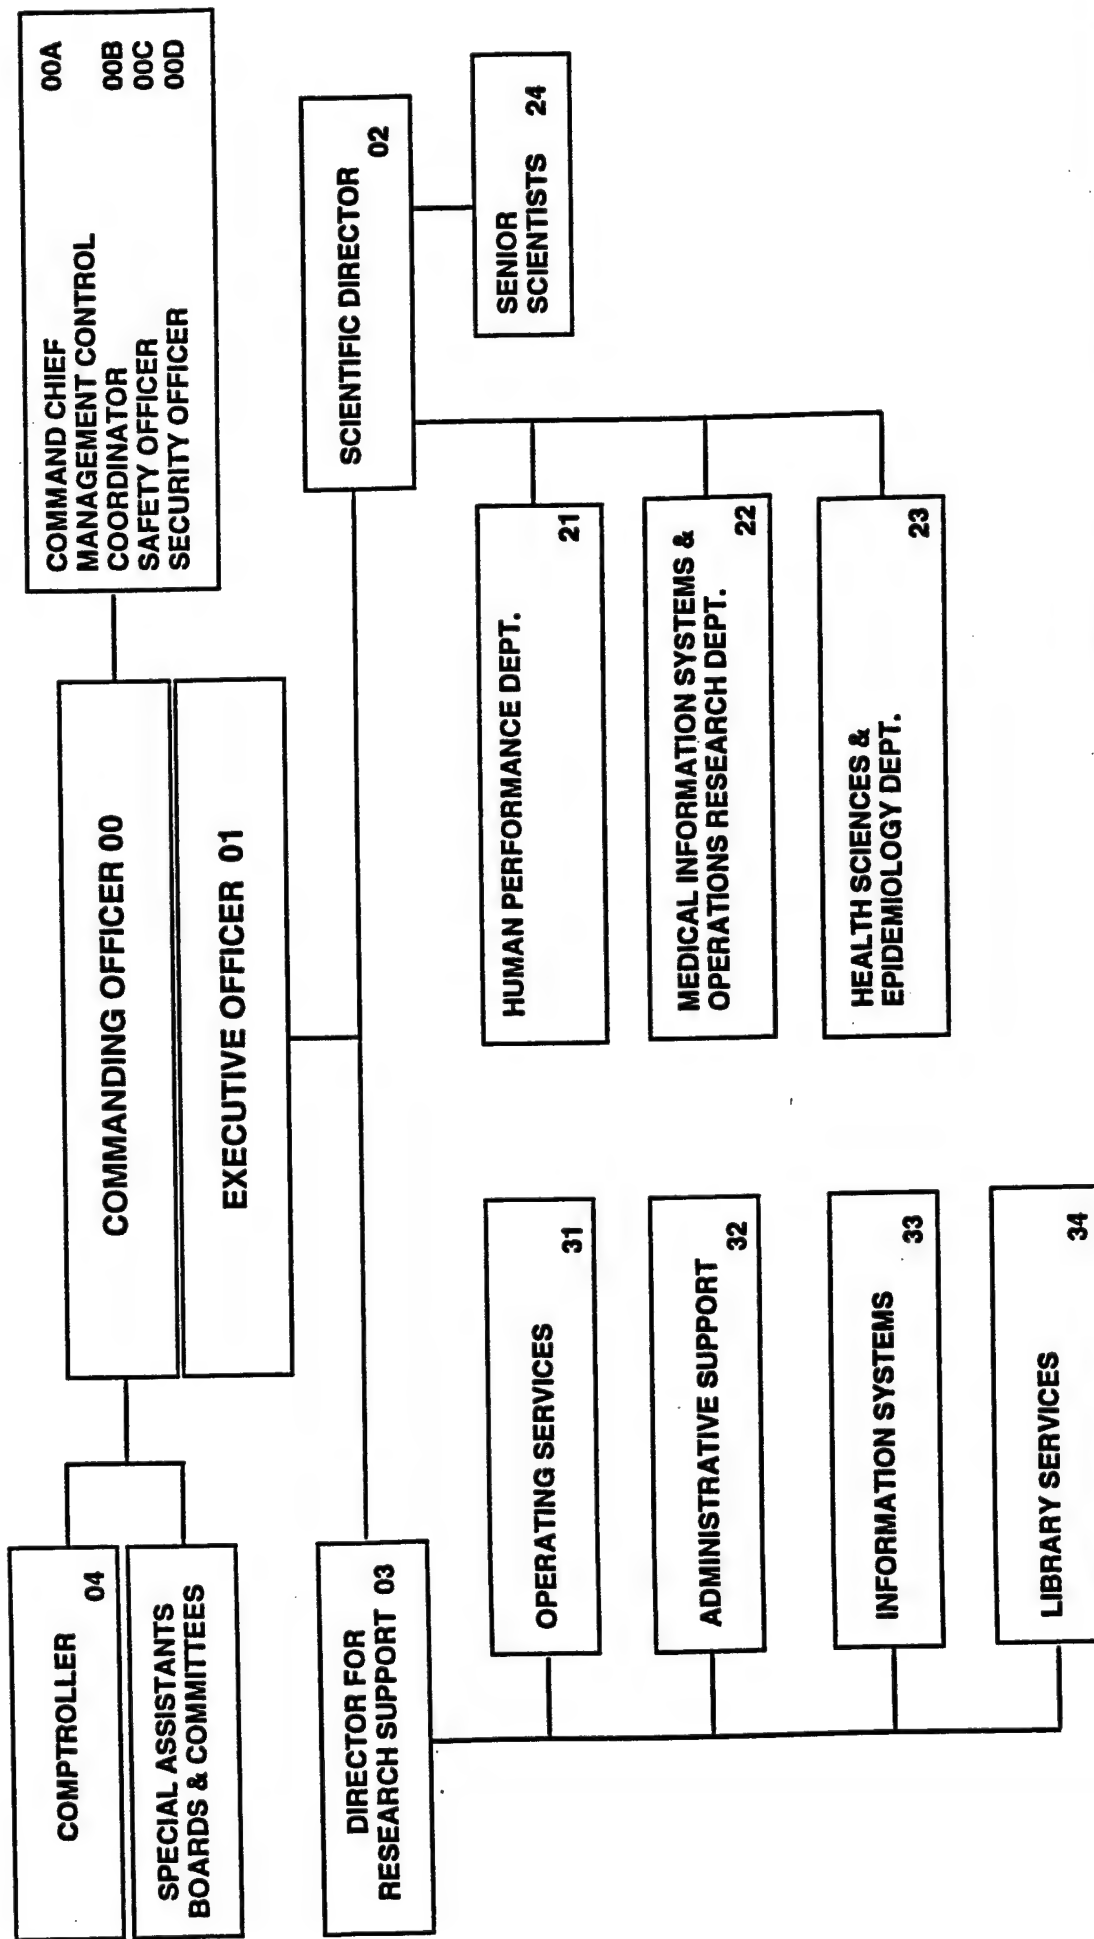 COMPTROLLER
04
SPECIAL ASSISTANTS
BOARDS & COMMITTEES
COMMANDING OFFICER 00
EXECUTIVE OFFICER 01
COMMAND CHIEF 00A
MANAGEMENT CONTROL
COORDINATOR 00B
SAFETY OFFICER 00C
SECURITY OFFICER 00D
DIRECTOR FOR
RESEARCH SUPPORT 03
SCIENTIFIC DIRECTOR
02
SENIOR
SCIENTISTS 24
OPERATING SERVICES
31
ADMINISTRATIVE SUPPORT
32
INFORMATION SYSTEMS
33
LIBRARY SERVICES
34
HUMAN PERFORMANCE DEPT.
21
MEDICAL INFORMATION SYSTEMS &
OPERATIONS RESEARCH DEPT.
22
HEALTH SCIENCES &
EPIDEMIOLOGY DEPT.
23